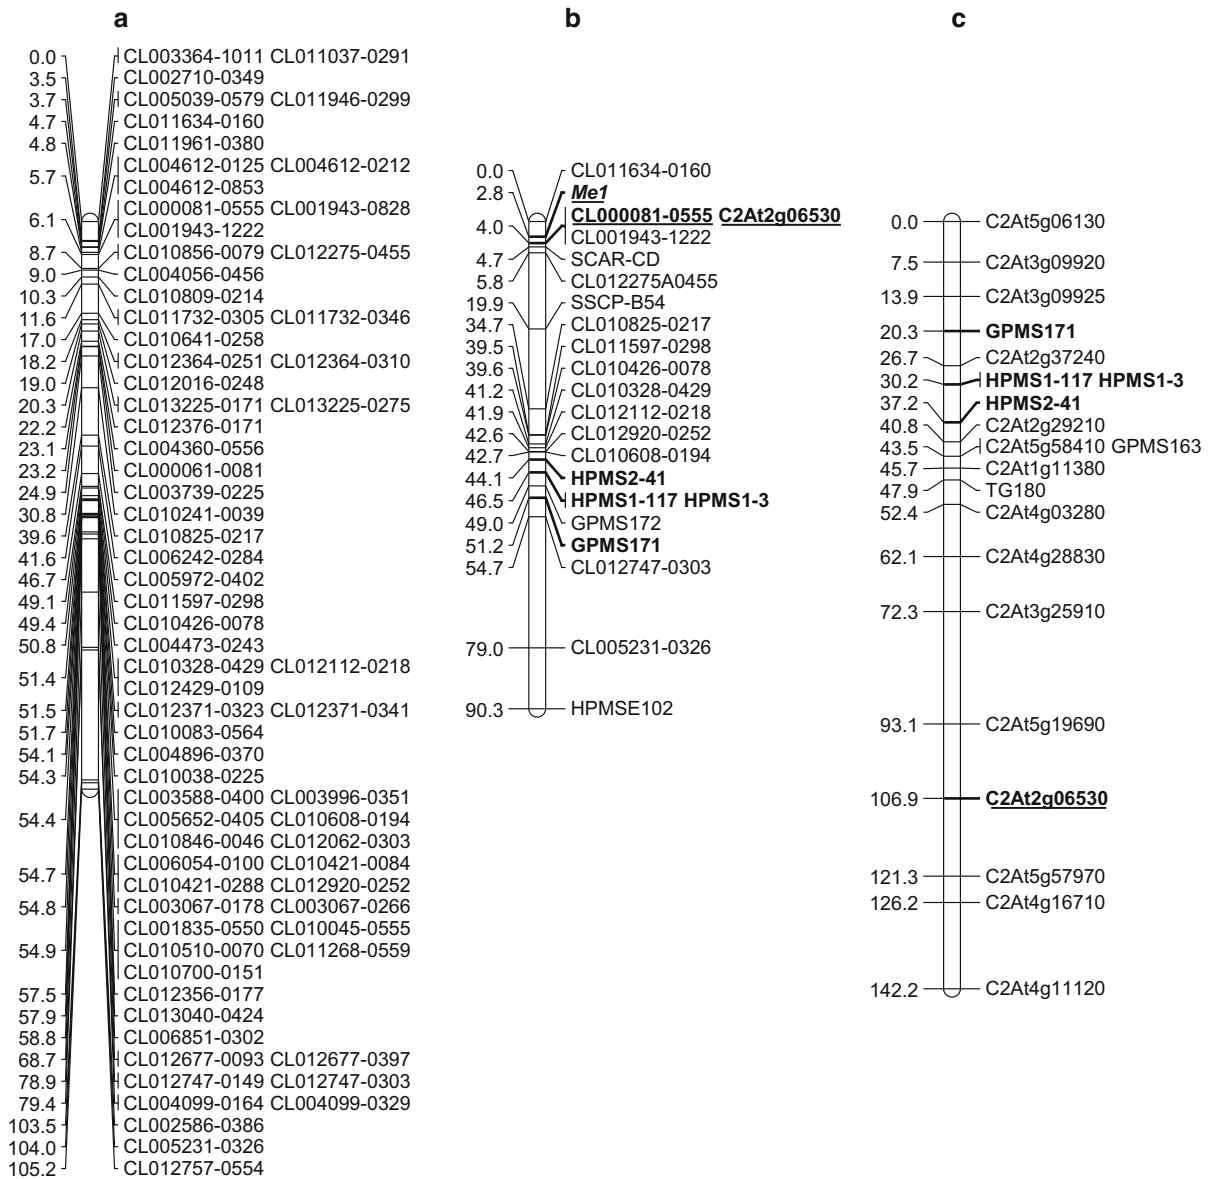 a
0.0 CL003364-1011 CL011037-0291
3.5 CL002710-0349
3.7 CL005039-0579 CL011946-0299
4.7 CL011634-0160
4.8 CL011961-0380
5.7 CL004612-0125 CL004612-0212
CL004612-0853
6.1 CL000081-0555 CL001943-0828
CL001943-1222
8.7 CL010856-0079 CL012275-0455
9.0 CL004056-0456
10.3 CL010809-0214
11.6 CL011732-0305 CL011732-0346
17.0 CL010641-0258
18.2 CL012364-0251 CL012364-0310
19.0 CL012016-0248
20.3 CL013225-0171 CL013225-0275
22.2 CL012376-0171
23.1 CL004360-0556
23.2 CL000061-0081
24.9 CL003739-0225
30.8 CL010241-0039
39.6 CL010825-0217
41.6 CL006242-0284
46.7 CL005972-0402
49.1 CL011597-0298
49.4 CL010426-0078
50.8 CL004473-0243
51.4 CL010328-0429 CL012112-0218
CL012429-0109
51.5 CL012371-0323 CL012371-0341
51.7 CL010083-0564
54.1 CL004896-0370
54.3 CL010038-0225
CL003588-0400 CL003996-0351
54.4 CL005652-0405 CL010608-0194
CL010846-0046 CL012062-0303
54.7 CL006054-0100 CL010421-0084
CL010421-0288 CL012920-0252
54.8 CL003067-0178 CL003067-0266
CL001835-0550 CL010045-0555
54.9 CL010510-0070 CL011268-0559
CL010700-0151
57.5 CL012356-0177
57.9 CL013040-0424
58.8 CL006851-0302
68.7 CL012677-0093 CL012677-0397
78.9 CL012747-0149 CL012747-0303
79.4 CL004099-0164 CL004099-0329
103.5 CL002586-0386
104.0 CL005231-0326
105.2 CL012757-0554
b
0.0 CL011634-0160
2.8 Me1
4.0 CL000081-0555 C2At2g06530
CL001943-1222
4.7 SCAR-CD
5.8 CL012275A0455
19.9 SSCP-B54
34.7 CL010825-0217
39.5 CL011597-0298
39.6 CL010426-0078
41.2 CL010328-0429
41.9 CL012112-0218
42.6 CL012920-0252
42.7 CL010608-0194
44.1 HPMS2-41
46.5 HPMS1-117 HPMS1-3
49.0 GPMS172
51.2 GPMS171
54.7 CL012747-0303
79.0 CL005231-0326
90.3 HPMSE102
c
0.0 C2At5g06130
7.5 C2At3g09920
13.9 C2At3g09925
20.3 GPMS171
26.7 C2At2g37240
30.2 HPMS1-117 HPMS1-3
37.2 HPMS2-41
40.8 C2At2g29210
43.5 C2At5g58410 GPMS163
45.7 C2At1g11380
47.9 TG180
52.4 C2At4g03280
62.1 C2At4g28830
72.3 C2At3g25910
93.1 C2At5g19690
106.9 C2At2g06530
121.3 C2At5g57970
126.2 C2At4g16710
142.2 C2At4g11120